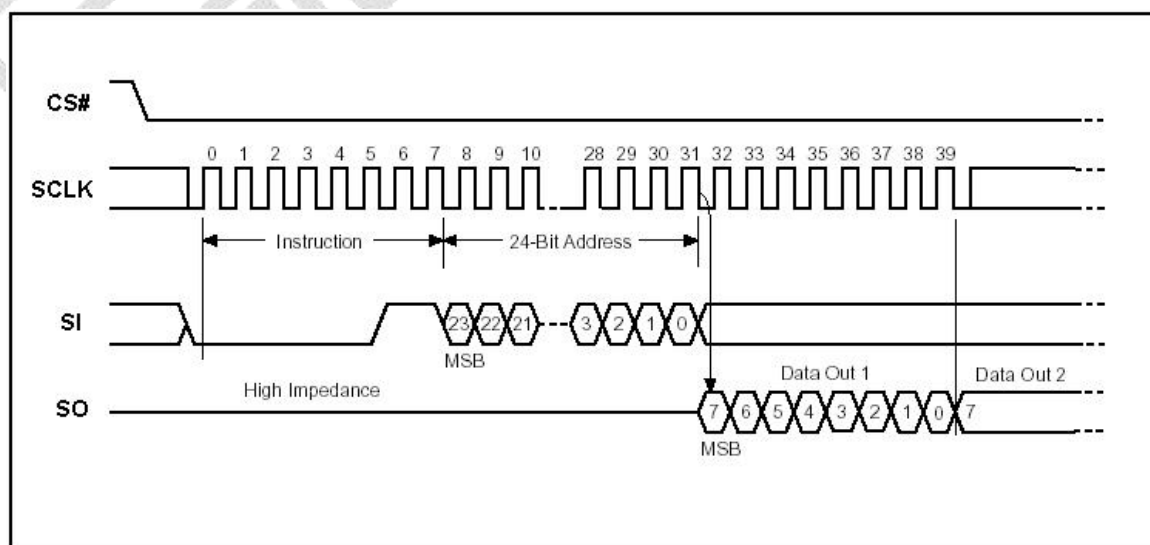 CS#
0 1 2 3 4 5 6 7 8 9 10 28 29 30 31 32 33 34 35 36 37 38 39
SCLK
Instruction 24-Bit Address
SI 23 22 21 3 2 1 0
MSB
High Impedance Data Out 1 Data Out 2
SO 7 6 5 4 3 2 1 0 7
MSB